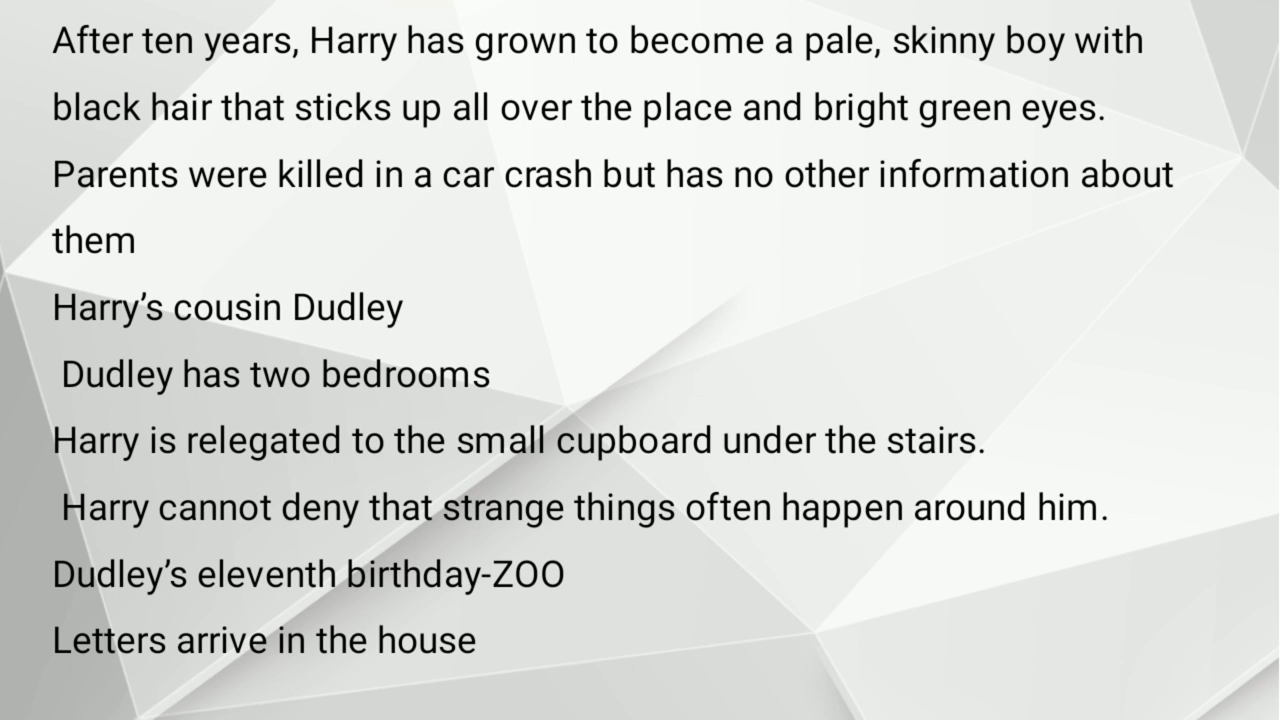 After ten years, Harry has grown to become a pale, skinny boy with
black hair that sticks up all over the place and bright green eyes.
Parents were killed in a car crash but has no other information about
them
Harry’s cousin Dudley
Dudley has two bedrooms
Harry is relegated to the small cupboard under the stairs.
Harry cannot deny that strange things often happen around him.
Dudley’s eleventh birthday-ZOO
Letters arrive in the house